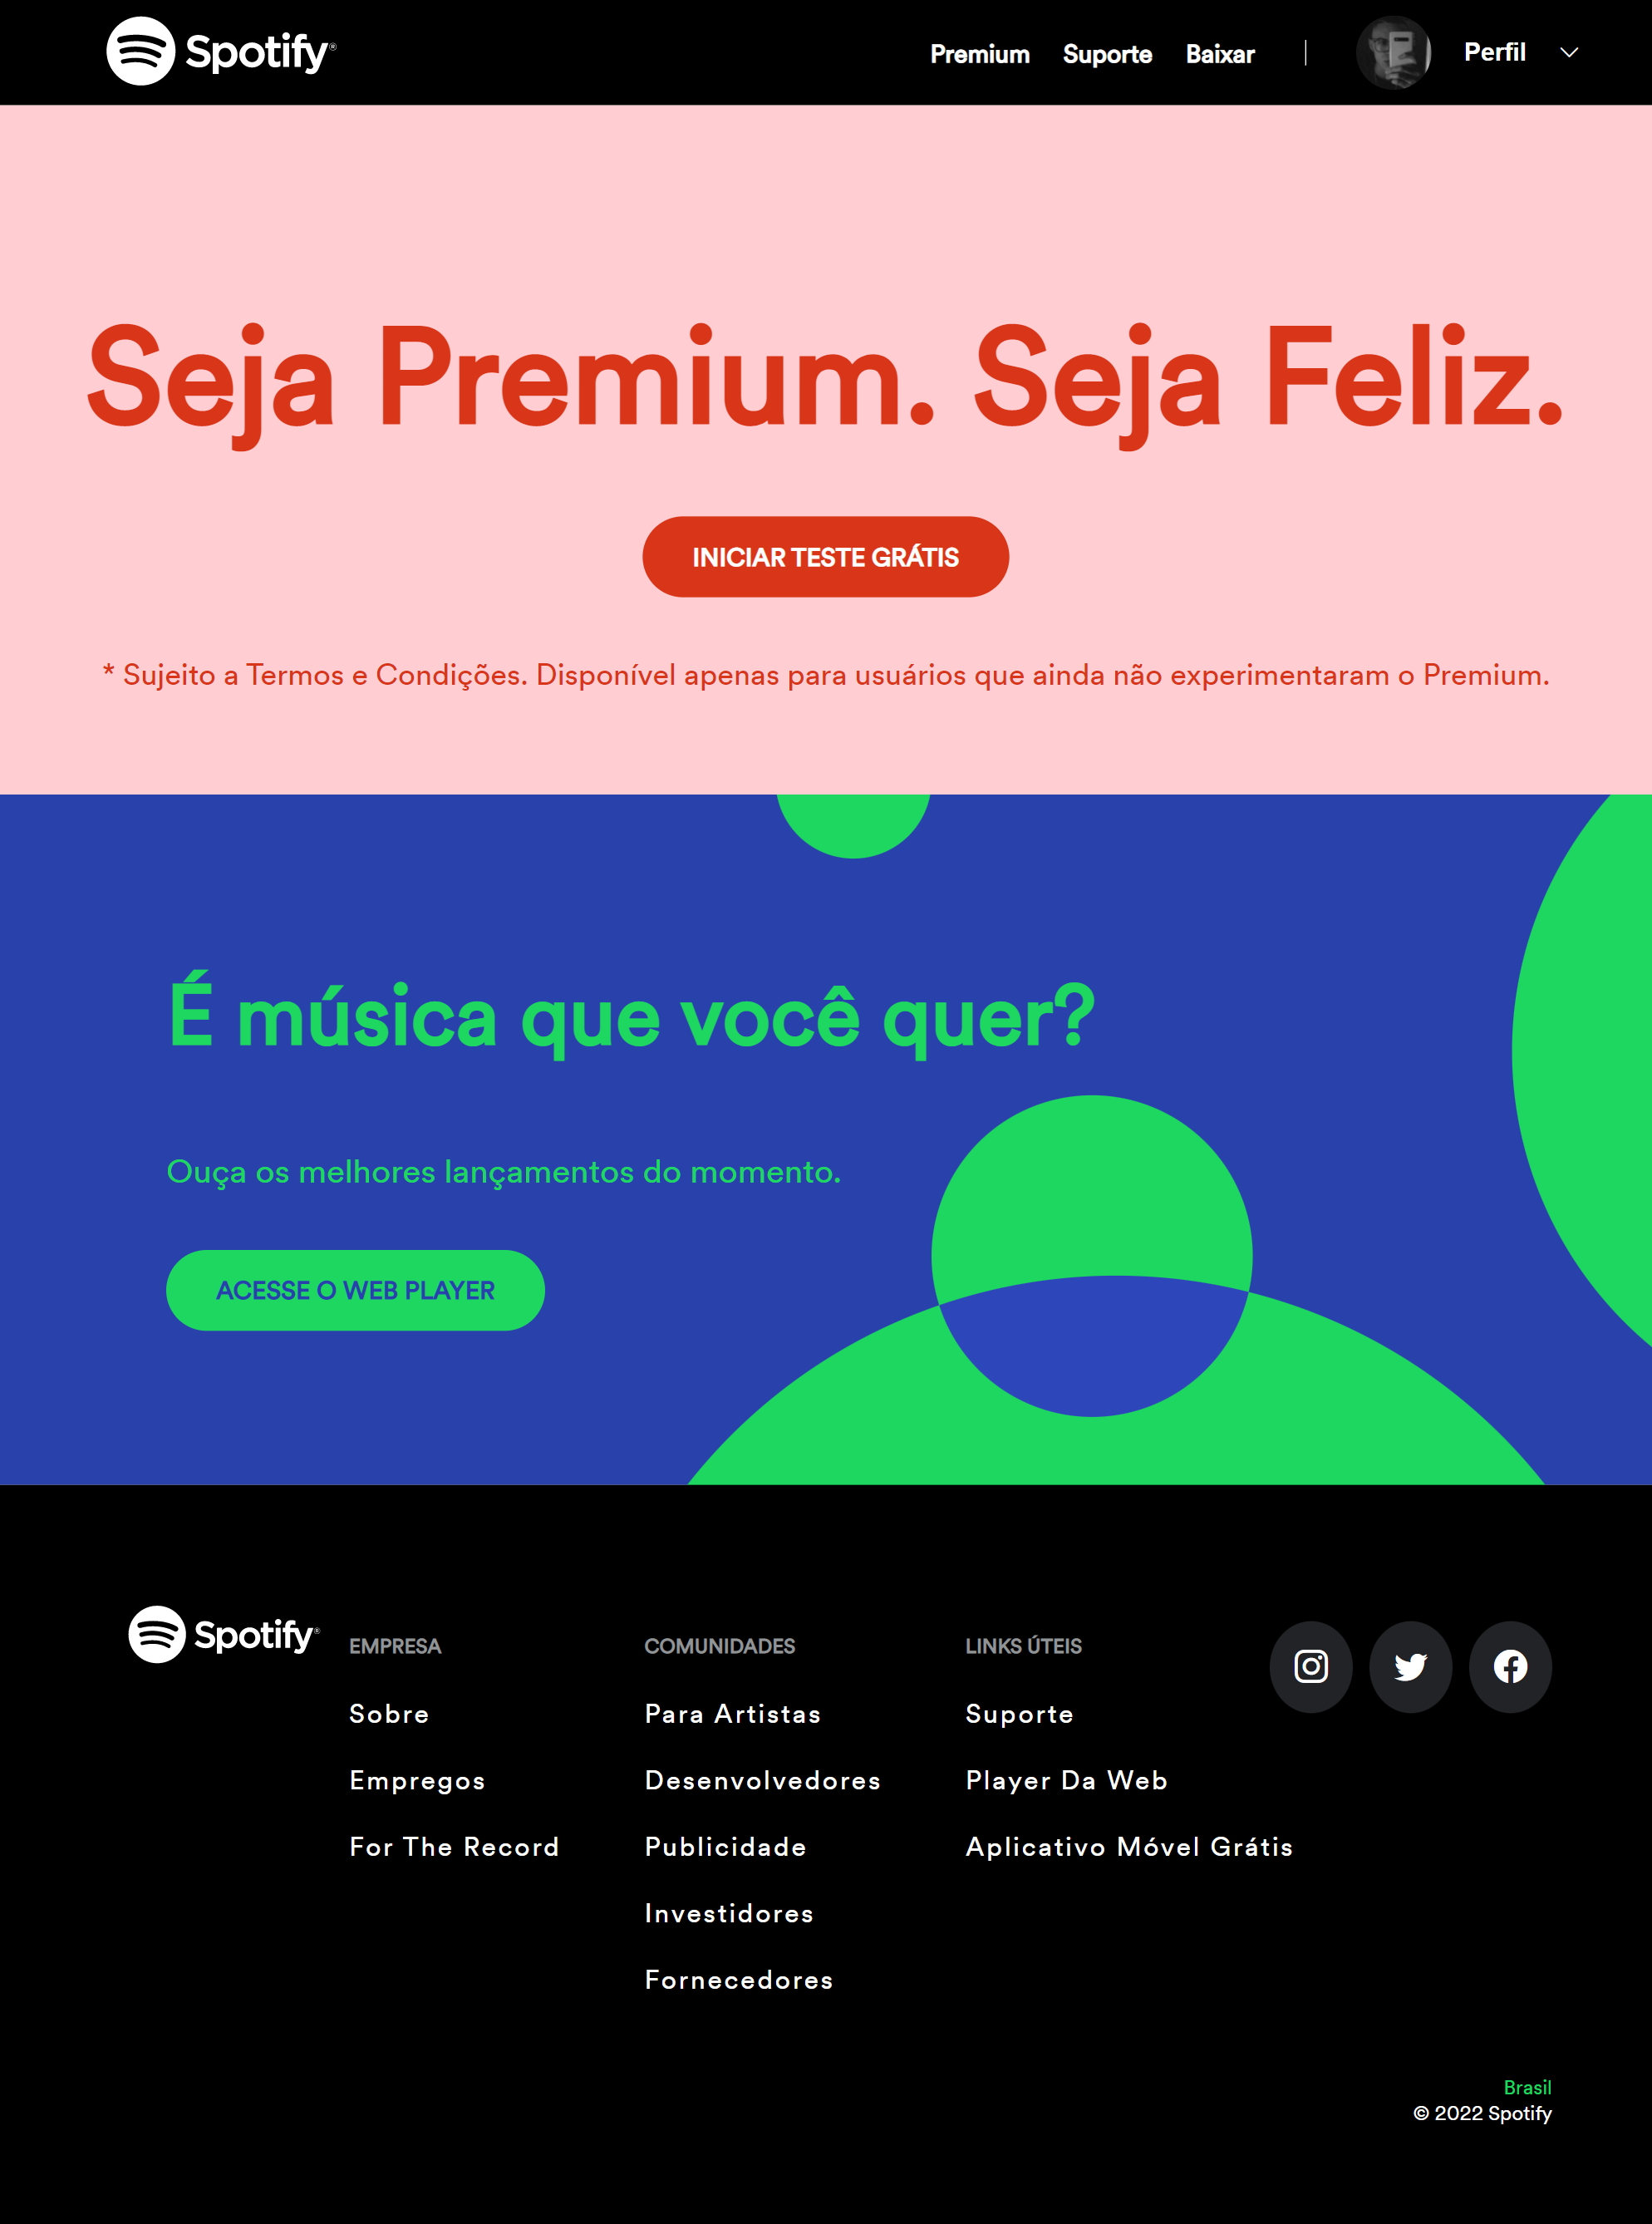 Spotify®
Premium Suporte Baixar Perfil
Seja Premium. Seja Feliz.
INICIAR TESTE GRÁTIS
* Sujeito a Termos e Condições. Disponível apenas para usuários que ainda não experimentaram o Premium.
É música que você quer?
Ouça os melhores lançamentos do momento.
ACESSE O WEB PLAYER
Spotify®
EMPRESA
Sobre
Empregos
For The Record
COMUNIDADES
Para Artistas
Desenvolvedores
Publicidade
Investidores
Fornecedores
LINKS ÚTEIS
Suporte
Player Da Web
Aplicativo Móvel Grátis
Brasil
© 2022 Spotify